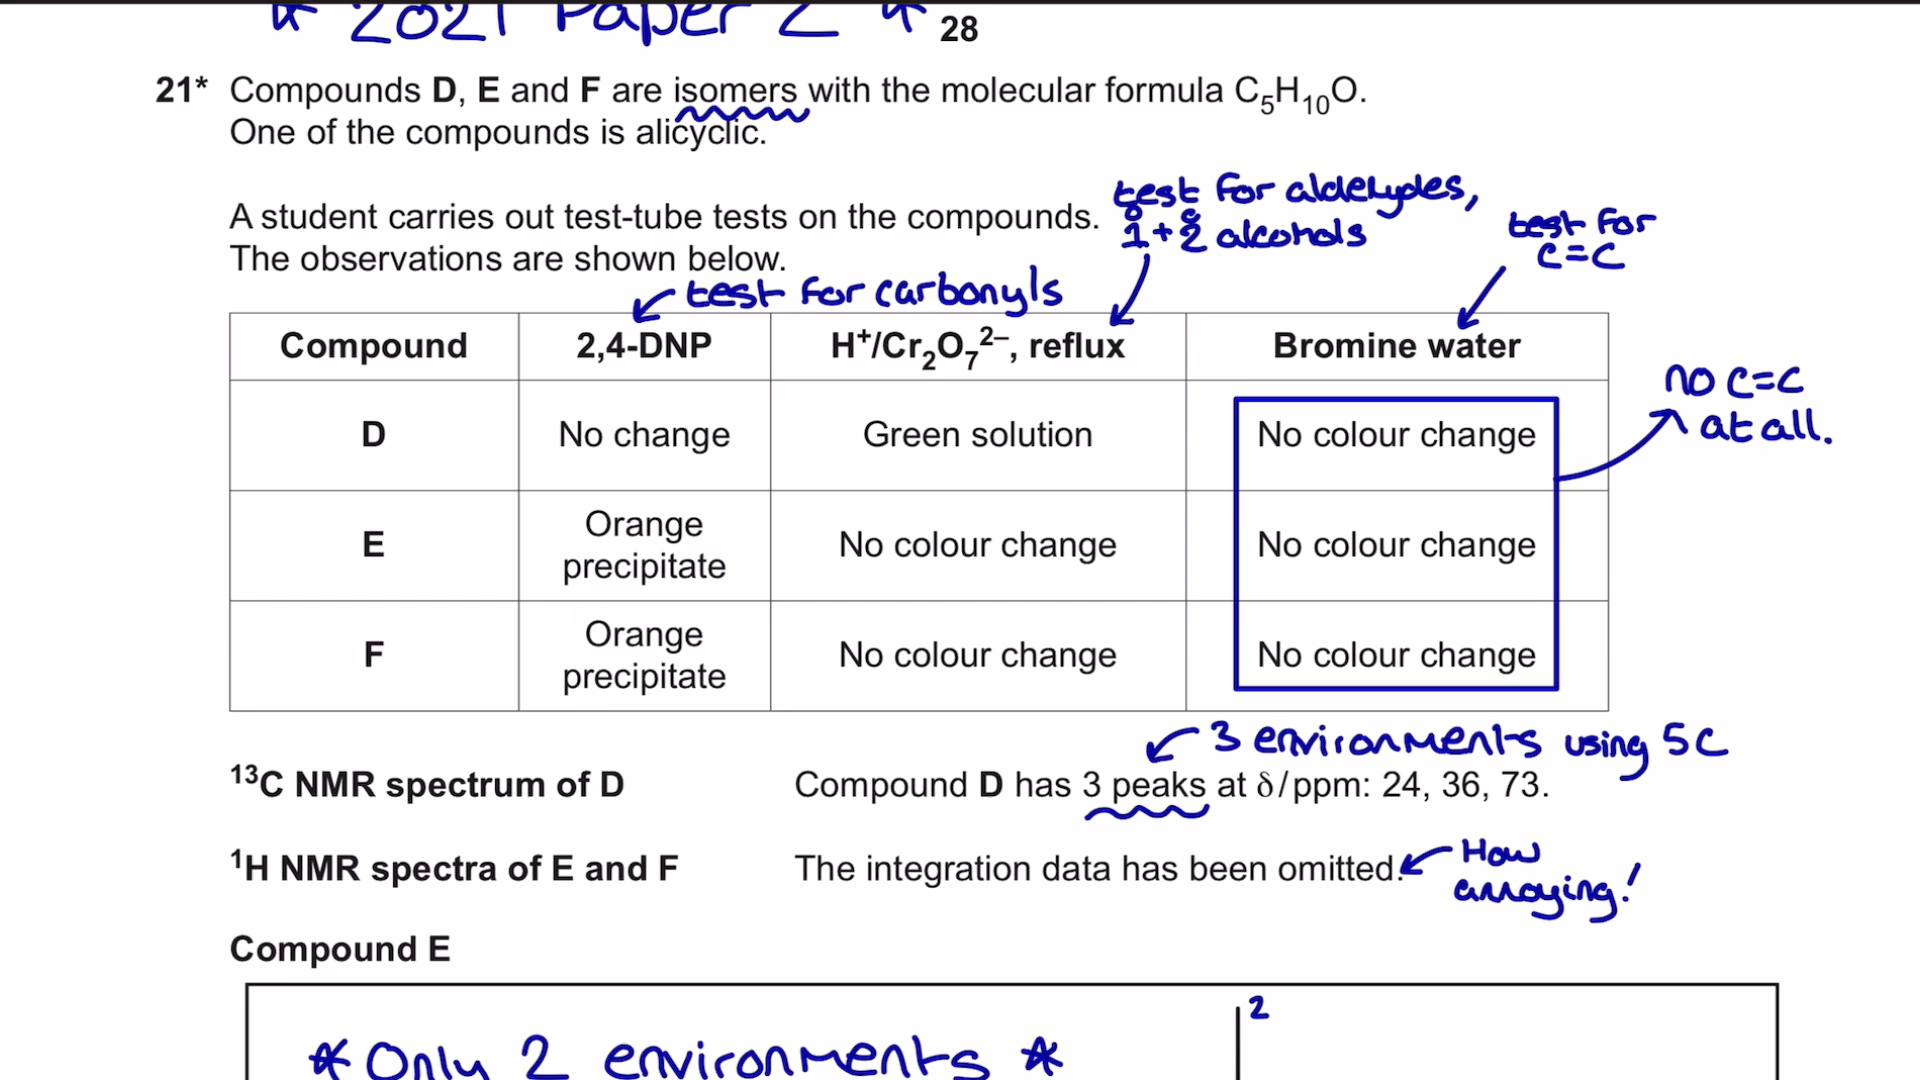 * 2021 Paper 2 *
28
21* Compounds D, E and F are isomers with the molecular formula C₅H₁₀O.
One of the compounds is alicyclic.
test for aldehydes,
1° + 2° alcohols
test for
C=C
A student carries out test-tube tests on the compounds.
The observations are shown below.
test for carbonyls
Compound 2,4-DNP H⁺/Cr₂O₇²⁻, reflux Bromine water
no C=C
at all.
D No change Green solution No colour change
E Orange precipitate No colour change No colour change
F Orange precipitate No colour change No colour change
3 environments using 5C
¹³C NMR spectrum of D Compound D has 3 peaks at δ/ppm: 24, 36, 73.
¹H NMR spectra of E and F The integration data has been omitted.
How
annoying!
Compound E
2
* Only 2 environments *